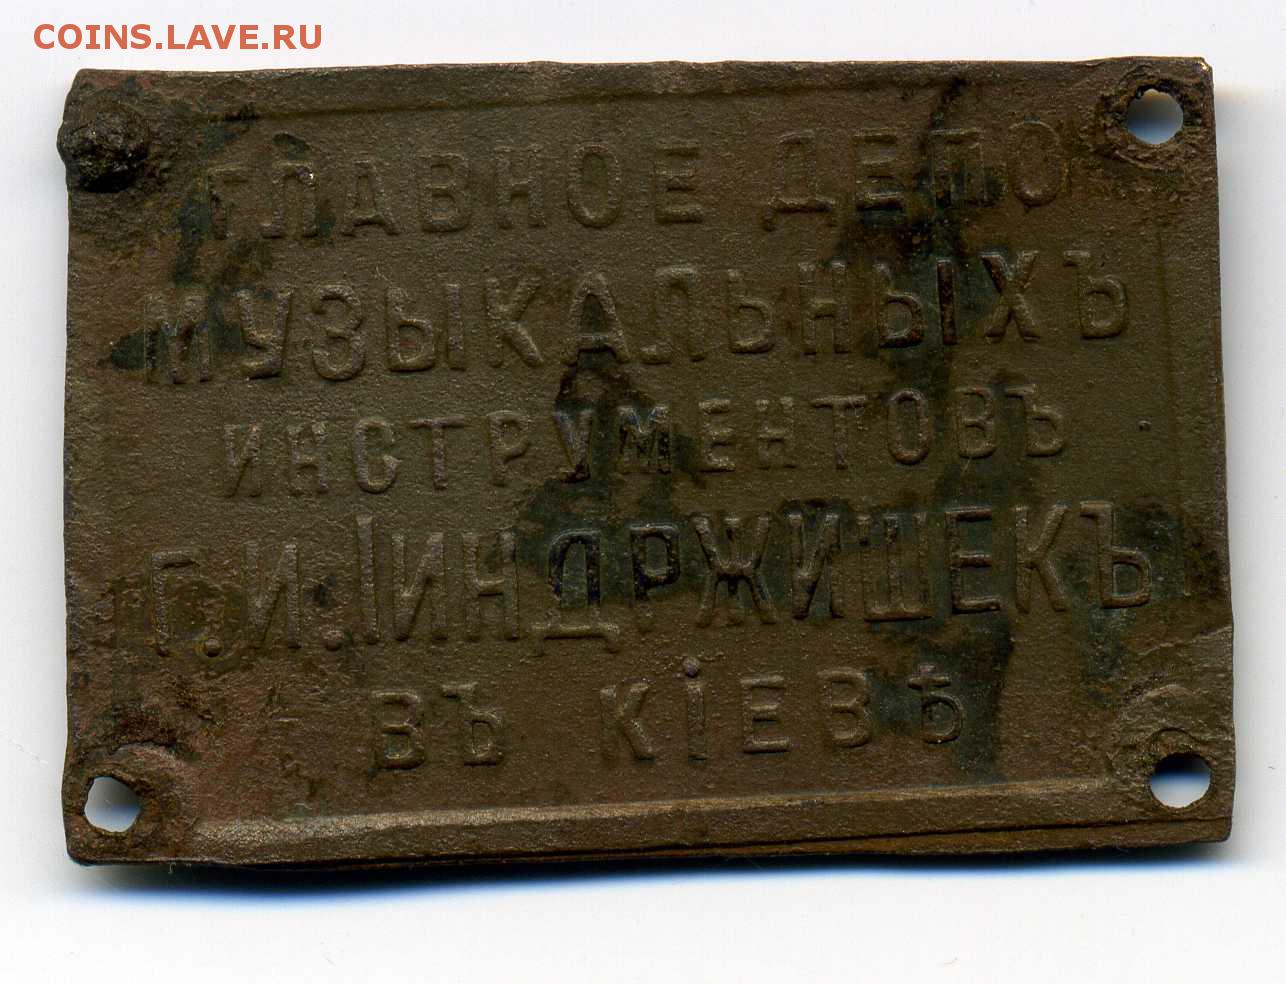 COINS.LAVE.RU
ГЛАВНОЕ ДЕПО
МУЗЫКАЛЬНЫХЪ
ИНСТРУМЕНТОВЪ
Г.И.ІИНДРЖИШЕКЪ
ВЪ КІЕВѢ